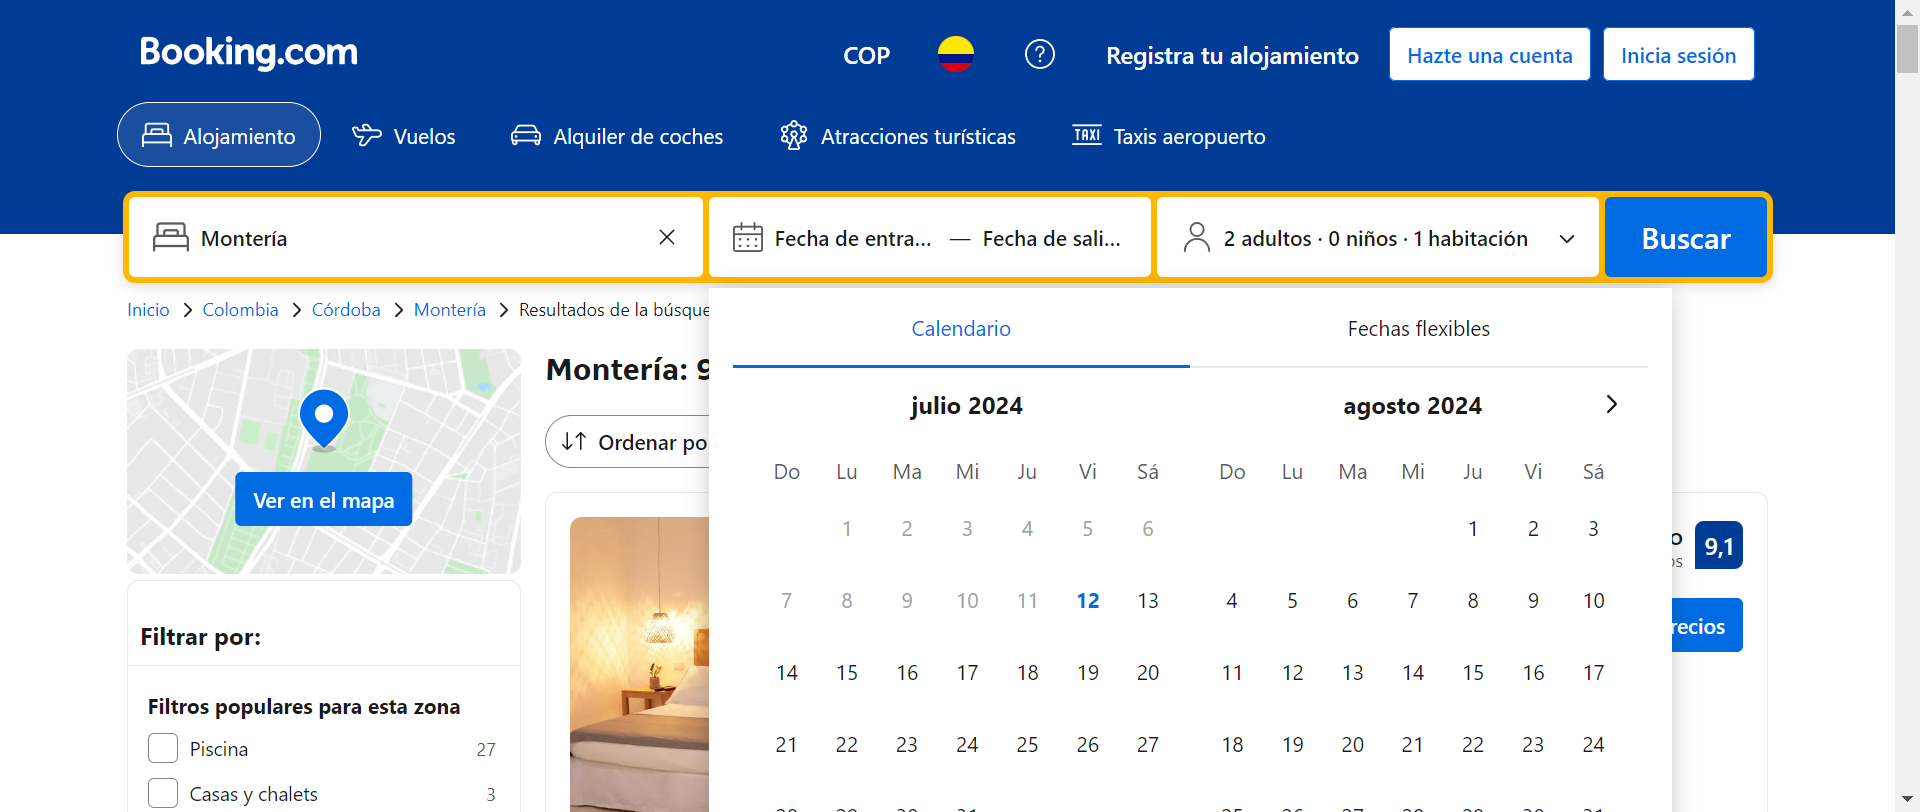 Booking.com
COP
Registra tu alojamiento
Hazte una cuenta
Inicia sesión
Alojamiento
Vuelos
Alquiler de coches
Atracciones turísticas
TAXI
Taxis aeropuerto
Montería
Fecha de entra... — Fecha de sali...
2 adultos · 0 niños · 1 habitación
Buscar
Inicio > Colombia > Córdoba > Montería > Resultados de la búsque
Calendario
Fechas flexibles
Ver en el mapa
Montería: 9
Ordenar po
julio 2024
Do Lu Ma Mi Ju Vi Sá
1 2 3 4 5 6
7 8 9 10 11 12 13
14 15 16 17 18 19 20
21 22 23 24 25 26 27
agosto 2024
Do Lu Ma Mi Ju Vi Sá
1 2 3
4 5 6 7 8 9 10
11 12 13 14 15 16 17
18 19 20 21 22 23 24
9,1
recios
Filtrar por:
Filtros populares para esta zona
Piscina 27
Casas y chalets 3